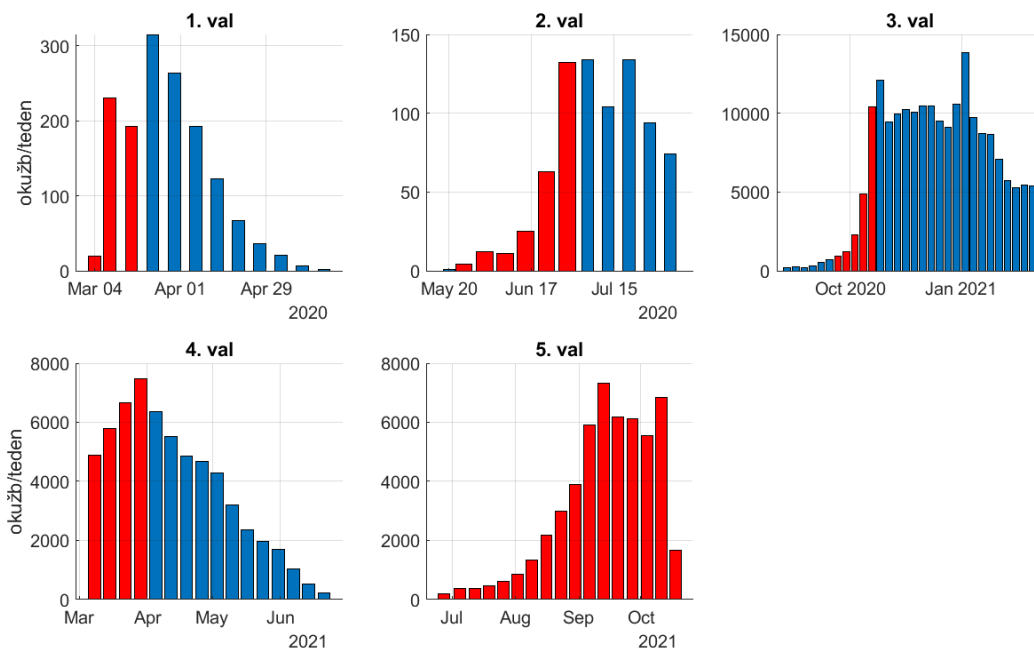 1. val
okužb/teden
300
200
100
0
Mar 04 Apr 01 Apr 29
2020
2. val
150
100
50
0
May 20 Jun 17 Jul 15
2020
3. val
15000
10000
5000
0
Oct 2020 Jan 2021
4. val
okužb/teden
8000
6000
4000
2000
0
Mar Apr May Jun
2021
5. val
8000
6000
4000
2000
0
Jul Aug Sep Oct
2021